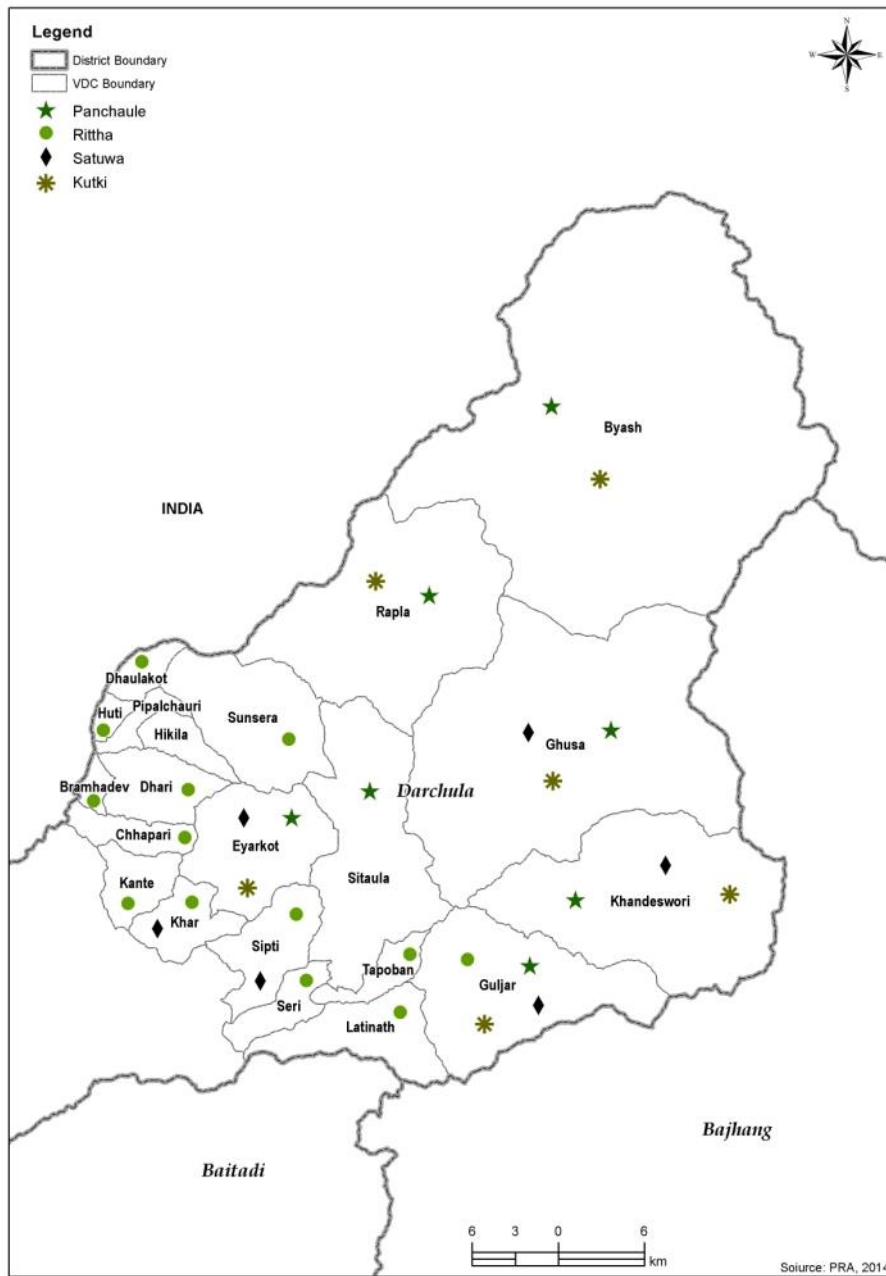 Legend
District Boundary
VDC Boundary
Panchaule
Rittha
Satuwa
Kutki
N
W E
S
Byash
INDIA
Rapla
Dhaulakot
Pipalchauri
Huti
Sunsera
Hikila
Ghusa
Bramhadev
Dhari
Darchula
Chhapari
Eyarkot
Sitaula
Kante
Khandeswori
Khar
Sipti
Tapoban
Guljar
Seri
Latinath
Bajhang
Baitadi
6 3 0 6
km
Soiurce: PRA, 2014